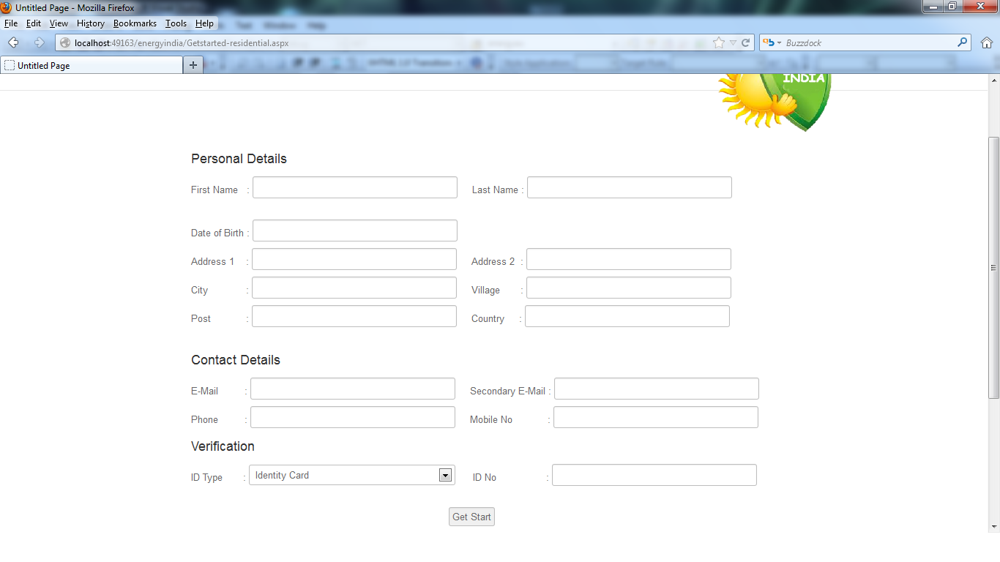 Untitled Page - Mozilla Firefox
File Edit View History Bookmarks Tools Help
localhost:49163/energyindia/Getstarted-residential.aspx
Buzzdock
Untitled Page
INDIA
Personal Details
First Name :
Last Name :
Date of Birth :
Address 1 :
Address 2 :
City :
Village :
Post :
Country :
Contact Details
E-Mail :
Secondary E-Mail :
Phone :
Mobile No :
Verification
ID Type : Identity Card
ID No :
Get Start